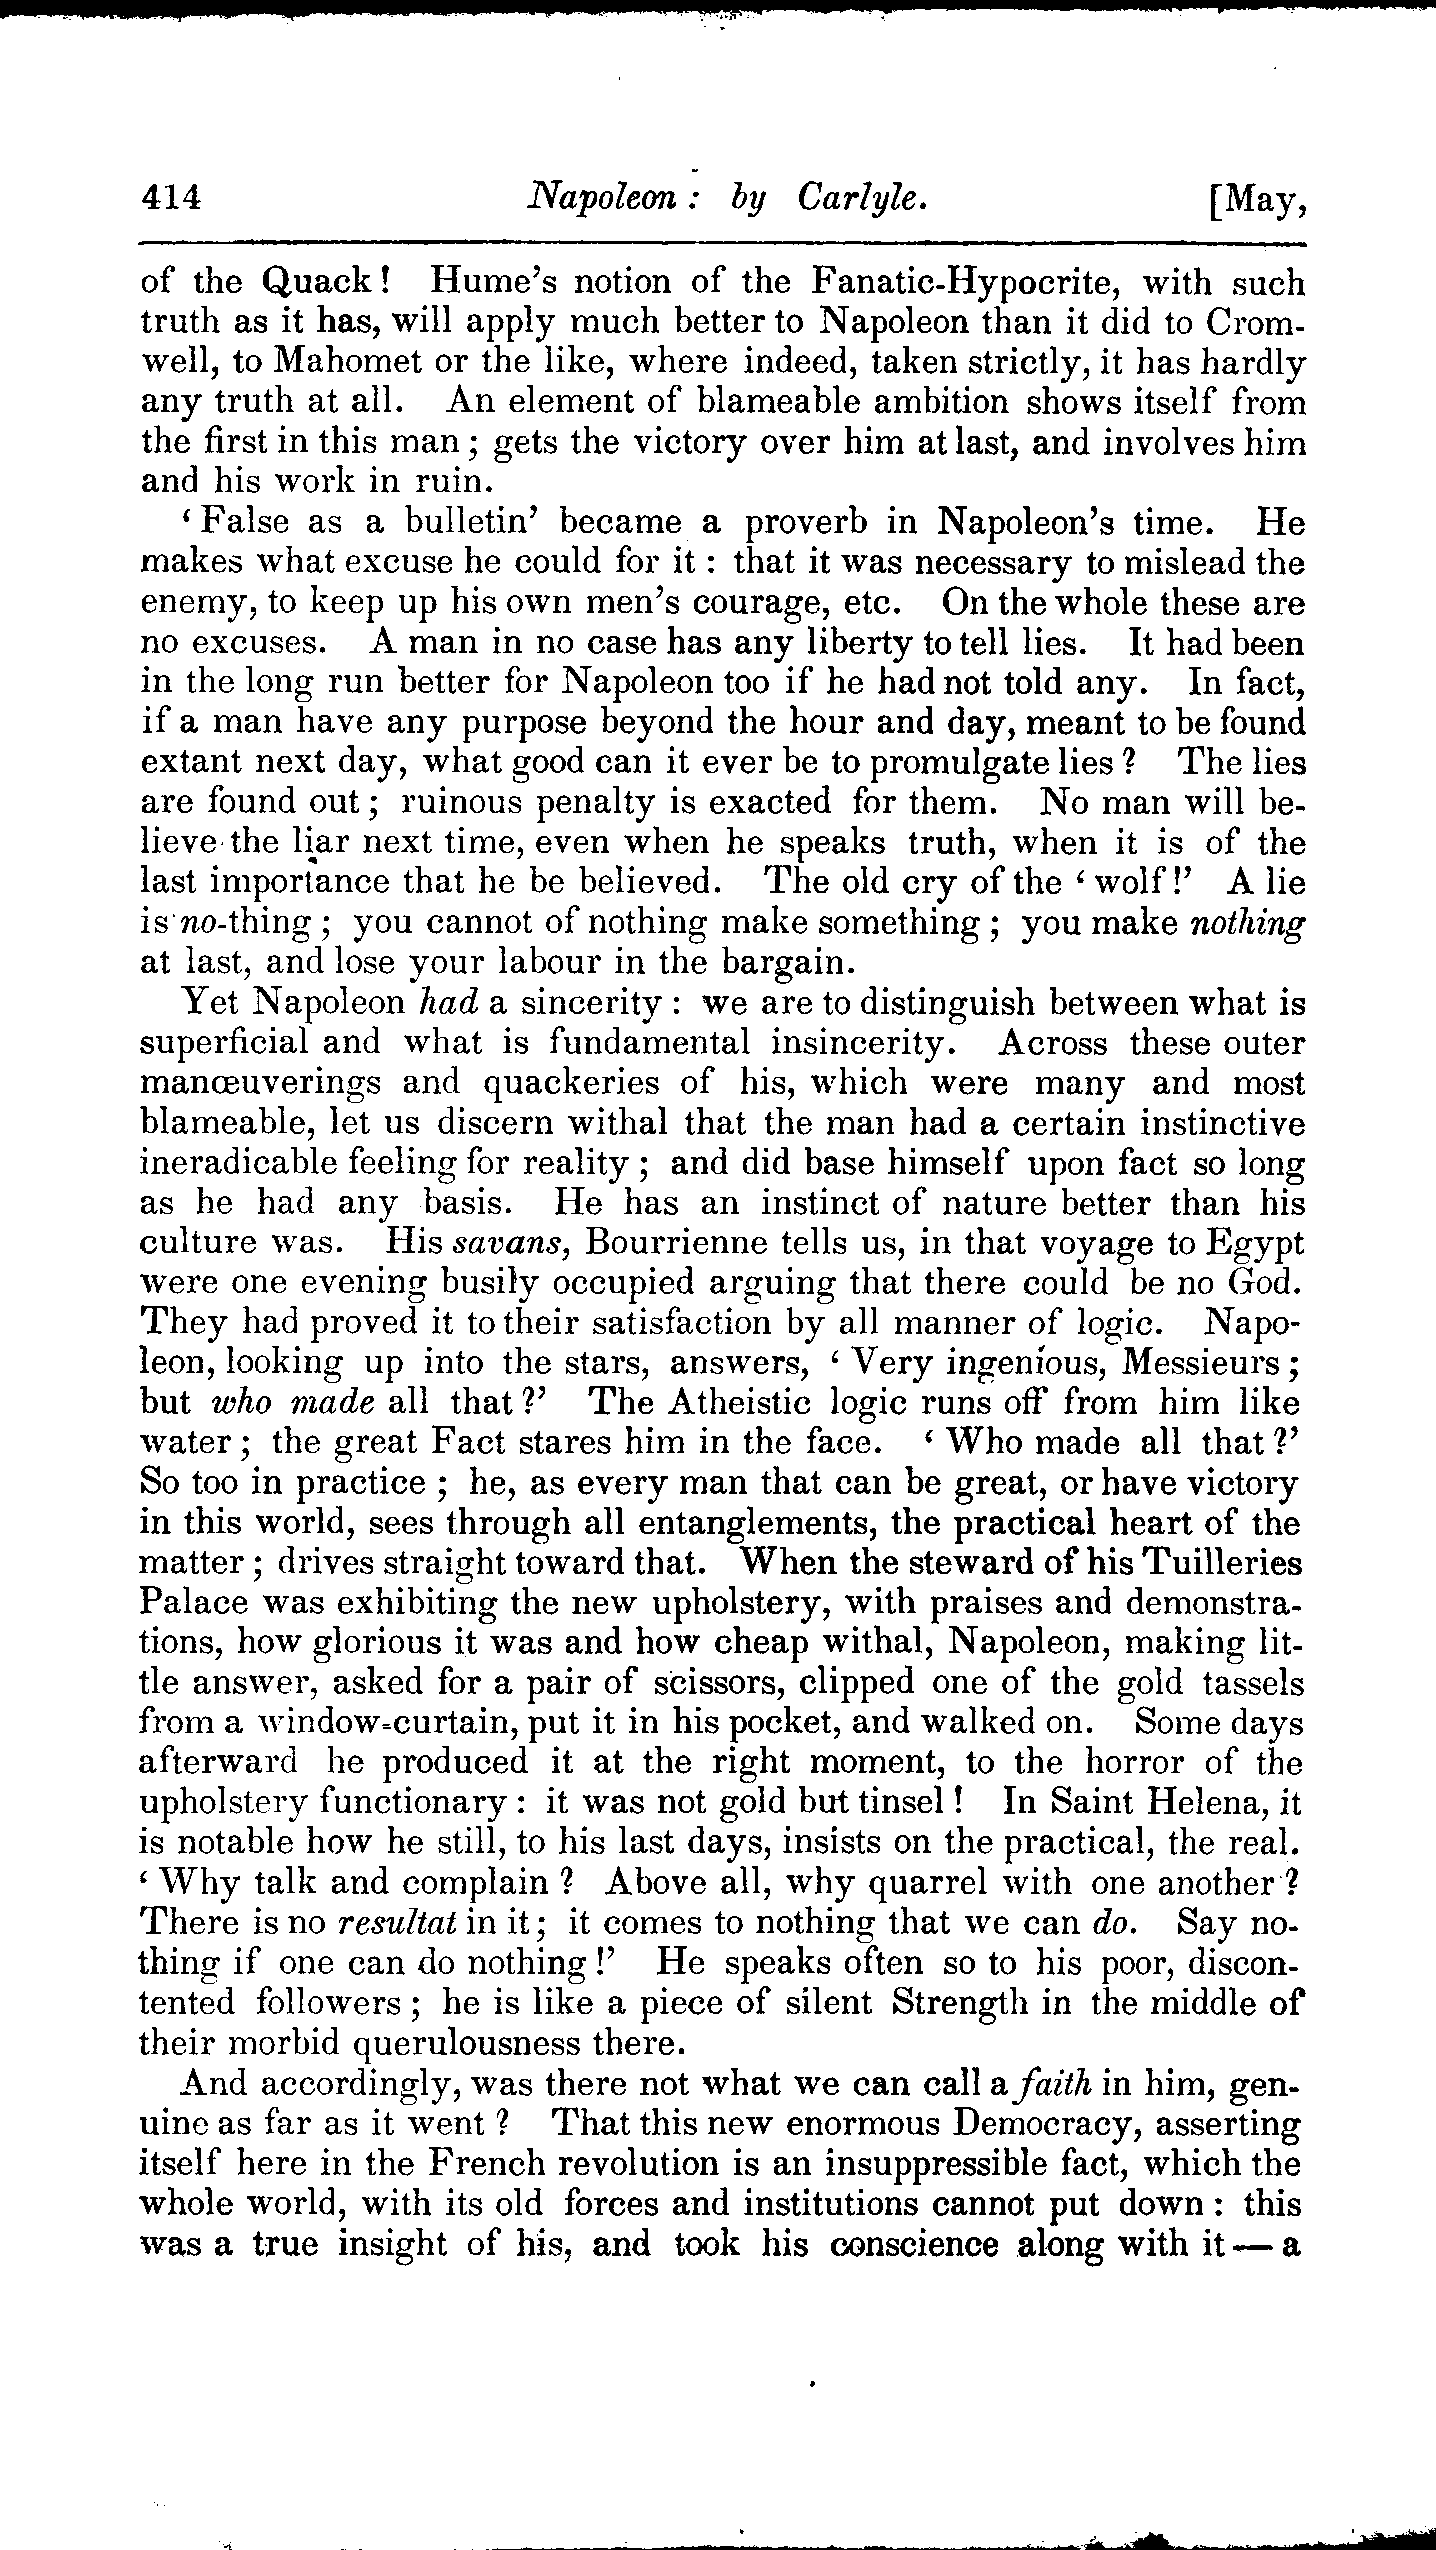 414 Napoleon : by Carlyle. [May,
of the Quack ! Hume's notion of the Fanatic-Hypocrite, with such
truth as it has, will apply much better to Napoleon than it did to Crom-
well, to Mahomet or the like, where indeed, taken strictly, it has hardly
any truth at all. An element of blameable ambition shows itself from
the first in this man ; gets the victory over him at last, and involves him
and his work in ruin.
‘ False as a bulletin’ became a proverb in Napoleon's time. He
makes what excuse he could for it : that it was necessary to mislead the
enemy, to keep up his own men's courage, etc. On the whole these are
no excuses. A man in no case has any liberty to tell lies. It had been
in the long run better for Napoleon too if he had not told any. In fact,
if a man have any purpose beyond the hour and day, meant to be found
extant next day, what good can it ever be to promulgate lies ? The lies
are found out ; ruinous penalty is exacted for them. No man will be-
lieve the liar next time, even when he speaks truth, when it is of the
last importance that he be believed. The old cry of the ‘ wolf !’ A lie
is no-thing ; you cannot of nothing make something ; you make nothing
at last, and lose your labour in the bargain.
Yet Napoleon had a sincerity : we are to distinguish between what is
superficial and what is fundamental insincerity. Across these outer
manœuverings and quackeries of his, which were many and most
blameable, let us discern withal that the man had a certain instinctive
ineradicable feeling for reality ; and did base himself upon fact so long
as he had any basis. He has an instinct of nature better than his
culture was. His savans, Bourrienne tells us, in that voyage to Egypt
were one evening busily occupied arguing that there could be no God.
They had proved it to their satisfaction by all manner of logic. Napo-
leon, looking up into the stars, answers, ‘ Very ingenious, Messieurs ;
but who made all that ?’ The Atheistic logic runs off from him like
water ; the great Fact stares him in the face. ‘ Who made all that ?’
So too in practice ; he, as every man that can be great, or have victory
in this world, sees through all entanglements, the practical heart of the
matter ; drives straight toward that. When the steward of his Tuilleries
Palace was exhibiting the new upholstery, with praises and demonstra-
tions, how glorious it was and how cheap withal, Napoleon, making lit-
tle answer, asked for a pair of scissors, clipped one of the gold tassels
from a window-curtain, put it in his pocket, and walked on. Some days
afterward he produced it at the right moment, to the horror of the
upholstery functionary : it was not gold but tinsel ! In Saint Helena, it
is notable how he still, to his last days, insists on the practical, the real.
‘ Why talk and complain ? Above all, why quarrel with one another ?
There is no resultat in it ; it comes to nothing that we can do. Say no-
thing if one can do nothing !’ He speaks often so to his poor, discon-
tented followers ; he is like a piece of silent Strength in the middle of
their morbid querulousness there.
And accordingly, was there not what we can call a faith in him, gen-
uine as far as it went ? That this new enormous Democracy, asserting
itself here in the French revolution is an insuppressible fact, which the
whole world, with its old forces and institutions cannot put down : this
was a true insight of his, and took his conscience along with it — a